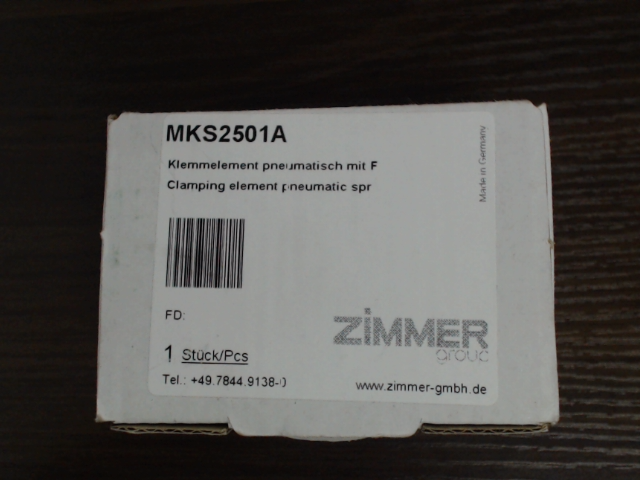 MKS2501A
Klemmelement pneumatisch mit F
Clamping element pneumatic spr
Made in Germany
FD:
ZIMMER
group
1 Stück/Pcs
Tel.: +49.7844.9138-0
www.zimmer-gmbh.de